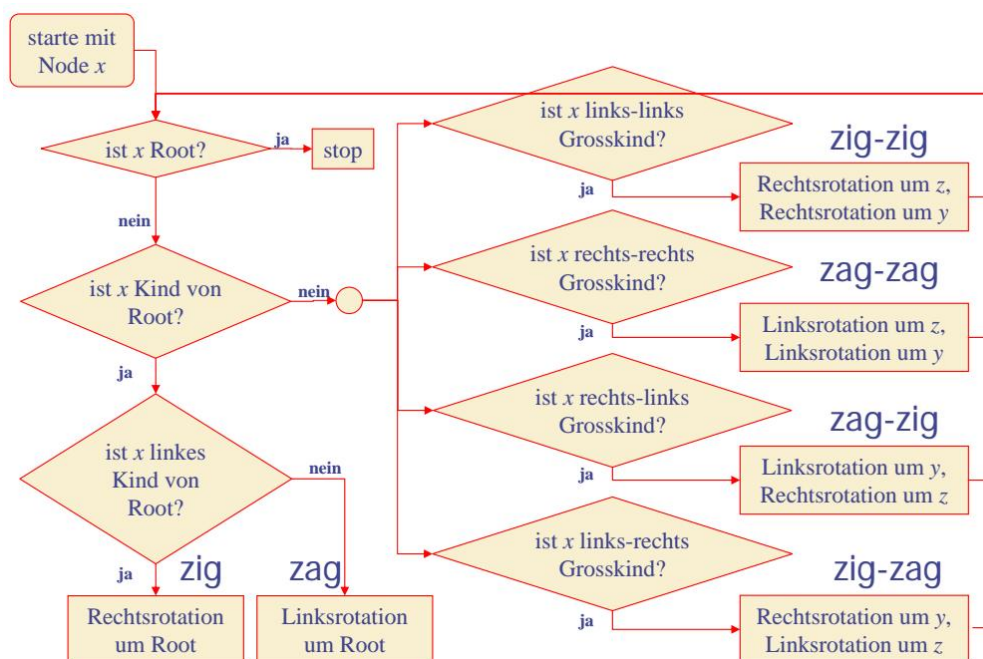 starte mit
Node x
ist x Root?
ja
stop
nein
ist x Kind von
Root?
nein
ja
ist x linkes
Kind von
Root?
nein
ja
zig
zag
Rechtsrotation
um Root
Linksrotation
um Root
ist x links-links
Grosskind?
ja
zig-zig
Rechtsrotation um z,
Rechtsrotation um y
ist x rechts-rechts
Grosskind?
ja
zag-zag
Linksrotation um z,
Linksrotation um y
ist x rechts-links
Grosskind?
ja
zag-zig
Linksrotation um y,
Rechtsrotation um z
ist x links-rechts
Grosskind?
ja
zig-zag
Rechtsrotation um y,
Linksrotation um z